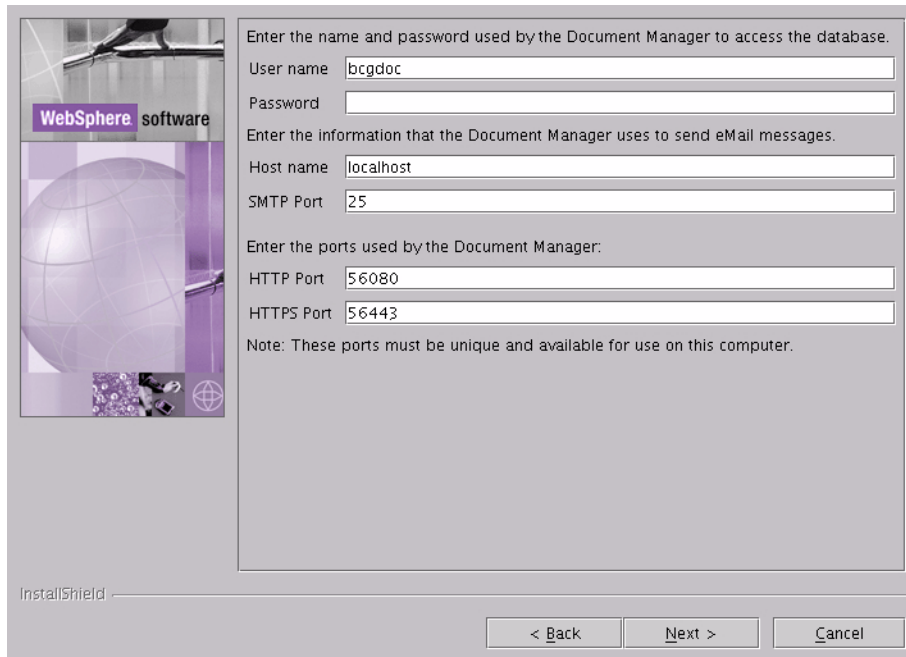 Enter the name and password used by the Document Manager to access the database.
User name bcgdoc
Password
Enter the information that the Document Manager uses to send eMail messages.
Host name localhost
SMTP Port 25
Enter the ports used by the Document Manager:
HTTP Port 56080
HTTPS Port 56443
Note: These ports must be unique and available for use on this computer.
WebSphere software
InstallShield
< Back
Next >
Cancel